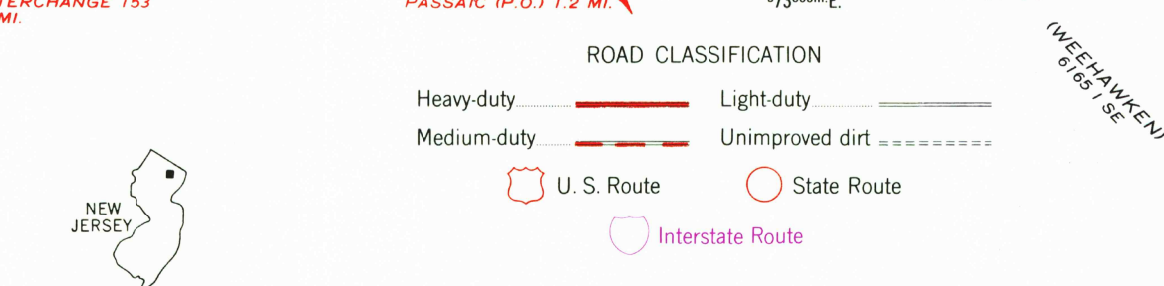 TERCHANGE 153
MI.
PASSAIC (P.O.) 1.2 MI.
ROAD CLASSIFICATION
Heavy-duty
Light-duty
Medium-duty
Unimproved dirt
U. S. Route
State Route
Interstate Route
NEW
JERSEY
(WEEHAWKEN)
6165 I SE